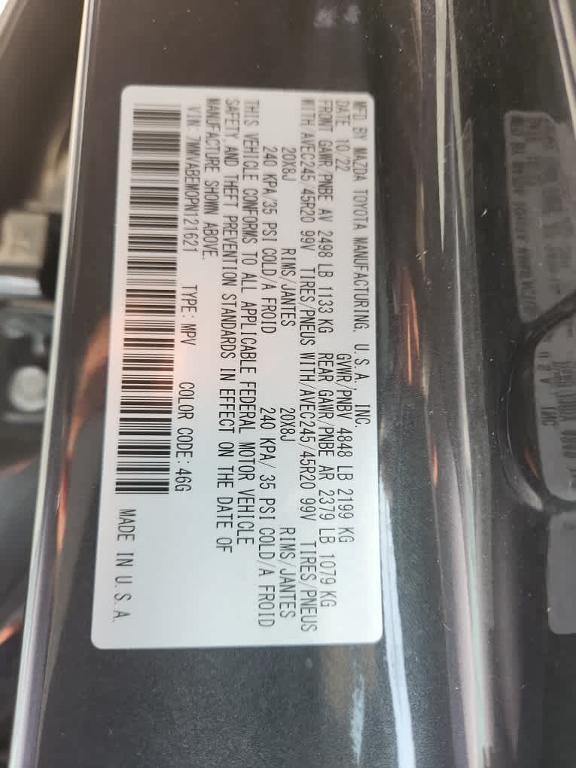 MFD BY MAZDA TOYOTA MANUFACTURING, U.S.A., INC.
DATE 10/22 GVWR/PNBV 4848 LB 2199 KG
FRONT GAWR/PNBE AV 2498 LB 1133 KG REAR GAWR/PNBE AR 2379 LB 1079 KG
WITH/AVEC245/45R20 99V TIRES/PNEUS WITH/AVEC245/45R20 99V TIRES/PNEUS
20X8J RIMS/JANTES 20X8J RIMS/JANTES
240 KPA/35 PSI COLD/A FROID 240 KPA/ 35 PSI COLD/A FROID
THIS VEHICLE CONFORMS TO ALL APPLICABLE FEDERAL MOTOR VEHICLE
SAFETY, AND THEFT PREVENTION STANDARDS IN EFFECT ON THE DATE OF
MANUFACTURE SHOWN ABOVE.
VIN:7MMVABEM0PN121621 TYPE:MPV COLOR CODE:46G
MADE IN U.S.A.